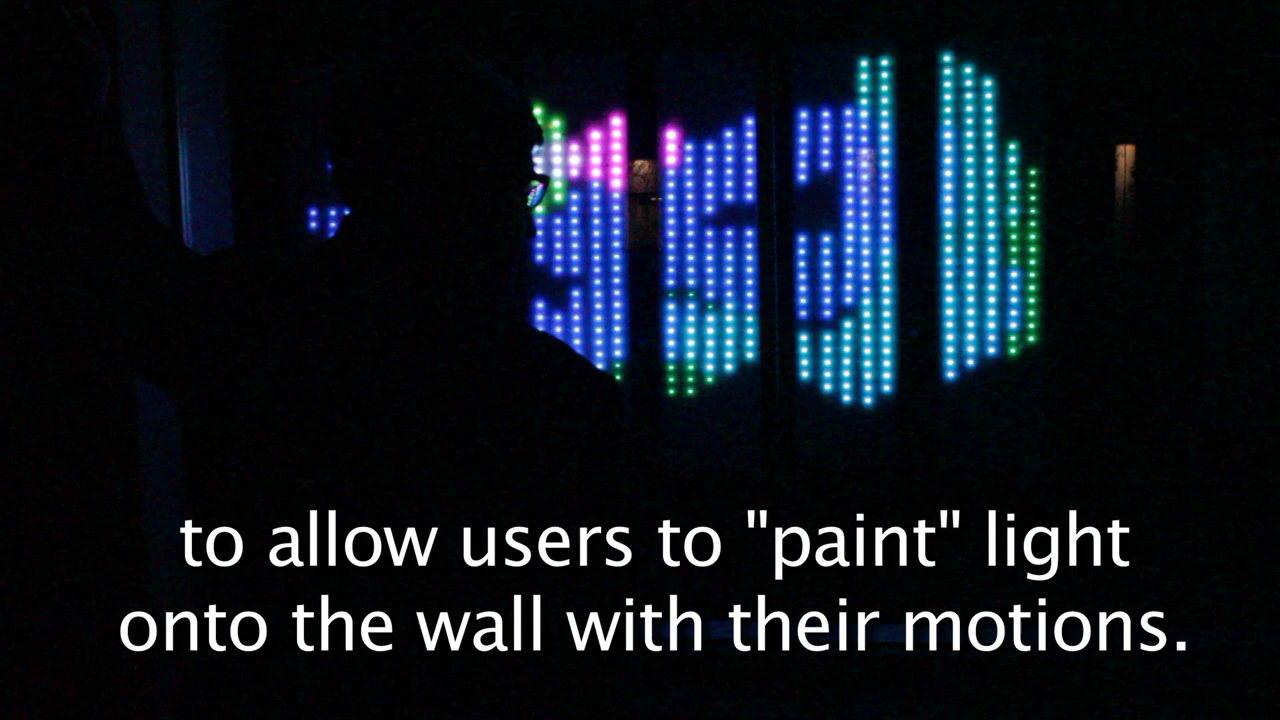 to allow users to "paint" light
onto the wall with their motions.